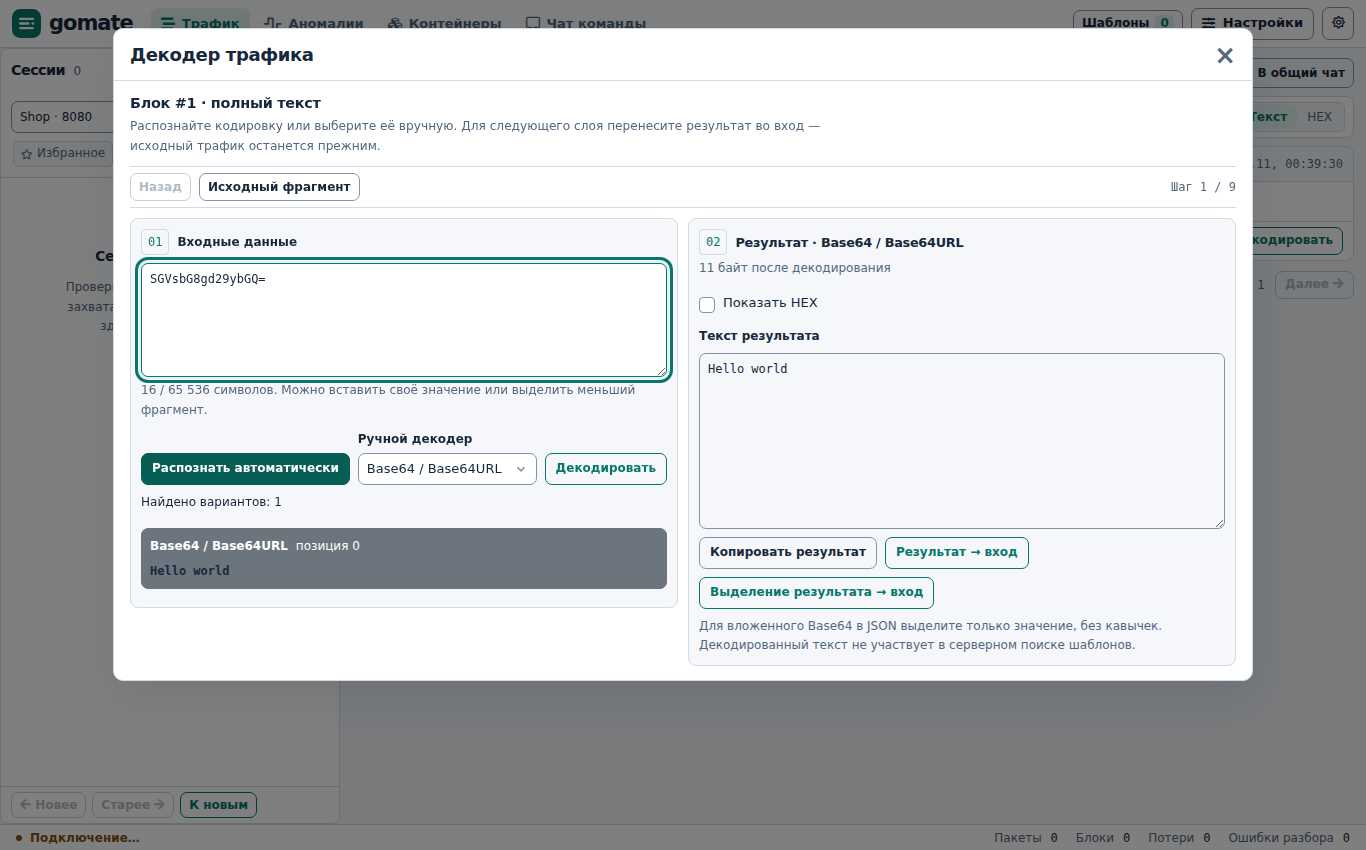 gomate
Трафик
Аномалии
Контейнеры
Чат команды
Шаблоны 0
Настройки
Сессии 0
В общий чат
Shop · 8080
Текст
HEX
Избранное
11, 00:39:30
Декодер трафика
Блок #1 · полный текст
Распознайте кодировку или выберите её вручную. Для следующего слоя перенесите результат во вход —
исходный трафик останется прежним.
Назад
Исходный фрагмент
Шаг 1 / 9
01 Входные данные
SGVsbG8gd29ybGQ=
16 / 65 536 символов. Можно вставить своё значение или выделить меньший
фрагмент.
Ручной декодер
Распознать автоматически
Base64 / Base64URL
Декодировать
Найдено вариантов: 1
Base64 / Base64URL позиция 0
Hello world
02 Результат · Base64 / Base64URL
11 байт после декодирования
Показать HEX
Текст результата
Hello world
Копировать результат
Результат → вход
Выделение результата → вход
Для вложенного Base64 в JSON выделите только значение, без кавычек.
Декодированный текст не участвует в серверном поиске шаблонов.
1
Далее →
← Новее
Старее →
К новым
Подключение…
Пакеты 0
Блоки 0
Потери 0
Ошибки разбора 0